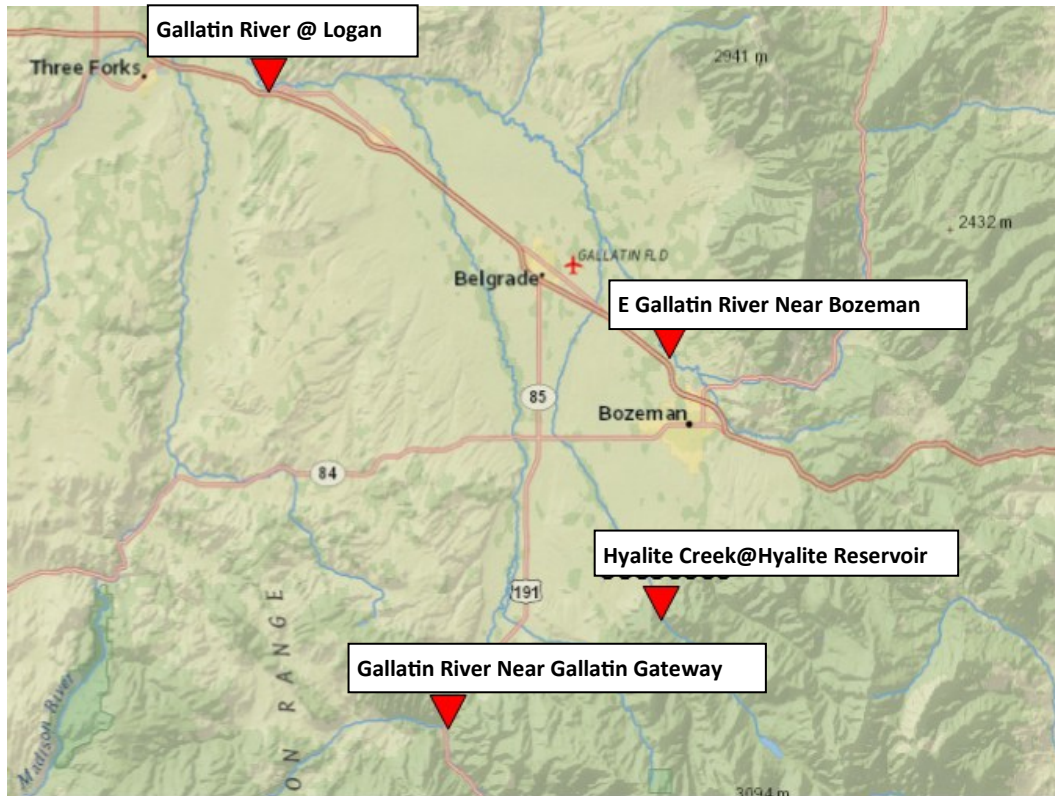 Gallatin River @ Logan
Three Forks
2941 m
2432 m
GALLATIN FLD
Belgrade
E Gallatin River Near Bozeman
85
Bozeman
84
Hyalite Creek@Hyalite Reservoir
191
Gallatin River Near Gallatin Gateway
ON RANGE
Madison River
3094 m